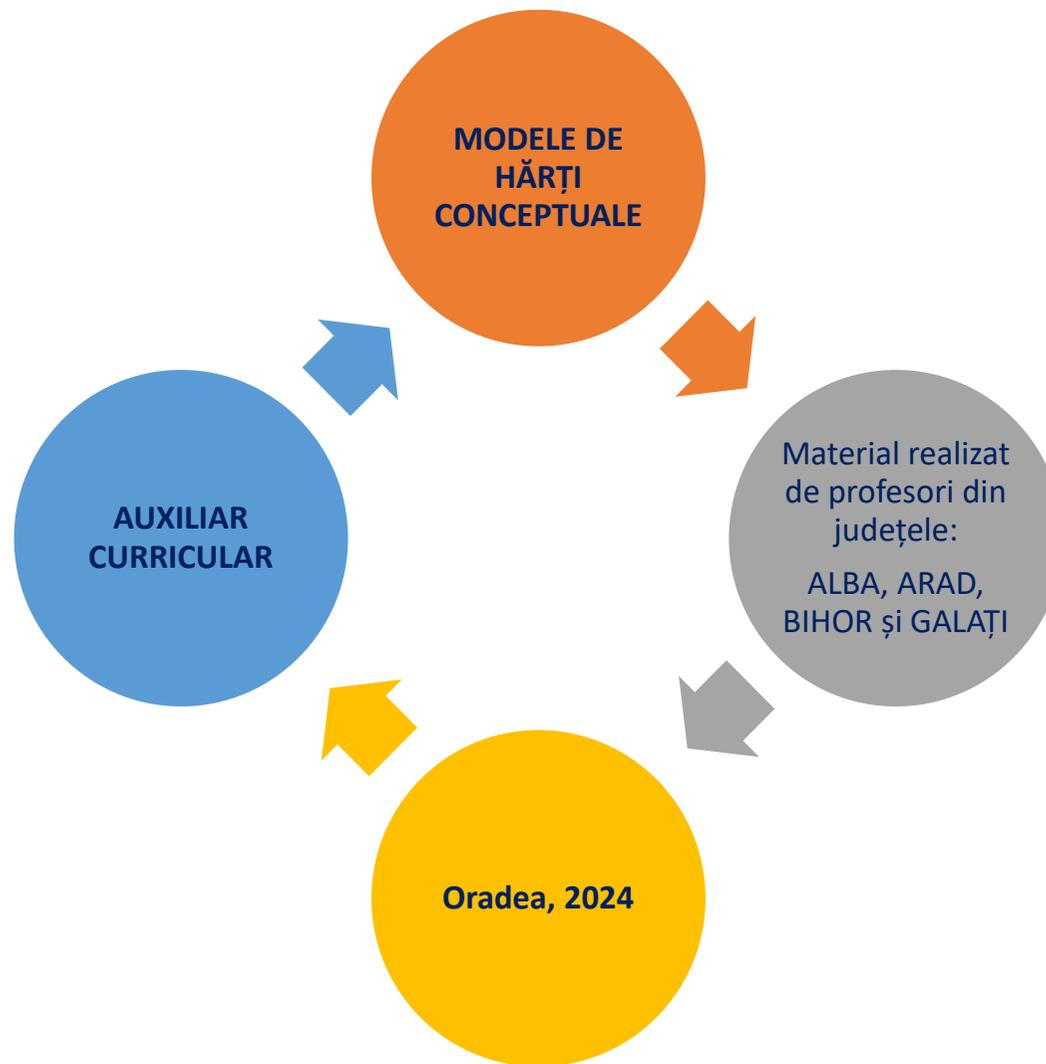 MODELE DE
HĂRȚI
CONCEPTUALE
Material realizat
de profesori din
județele:
ALBA, ARAD,
BIHOR și GALAȚI
Oradea, 2024
AUXILIAR
CURRICULAR